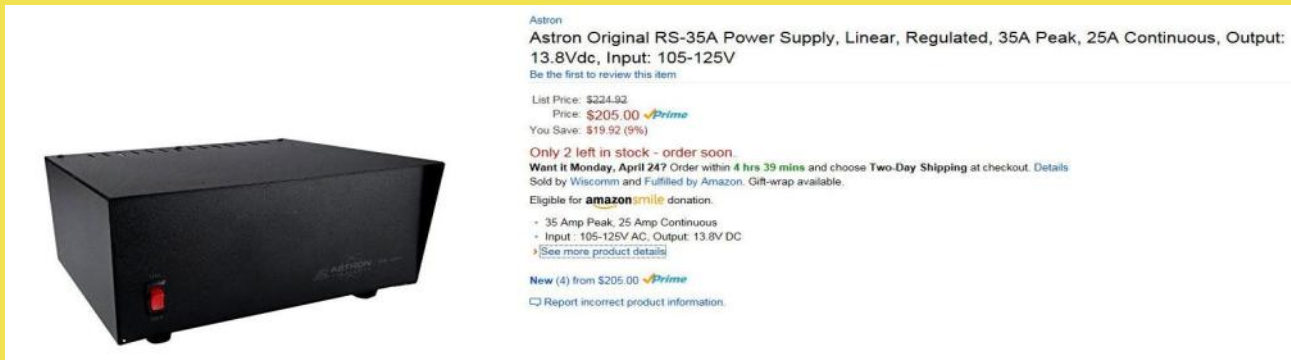 Astron
Astron Original RS-35A Power Supply, Linear, Regulated, 35A Peak, 25A Continuous, Output:
13.8Vdc, Input: 105-125V
Be the first to review this item
List Price: $224.92
Price: $205.00 Prime
You Save: $19.92 (9%)
Only 2 left in stock - order soon.
Want it Monday, April 24? Order within 4 hrs 39 mins and choose Two-Day Shipping at checkout. Details
Sold by Wiscomm and Fulfilled by Amazon. Gift-wrap available.
Eligible for amazonsmile donation.
35 Amp Peak, 25 Amp Continuous
Input : 105-125V AC, Output: 13.8V DC
See more product details
New (4) from $205.00 Prime
Report incorrect product information.
ASTRON